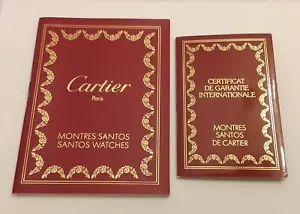 Cartier
Paris
MONTRES SANTOS
SANTOS WATCHES
CERTIFICAT
DE GARANTIE
INTERNATIONALE
MONTRES
SANTOS
DE CARTIER